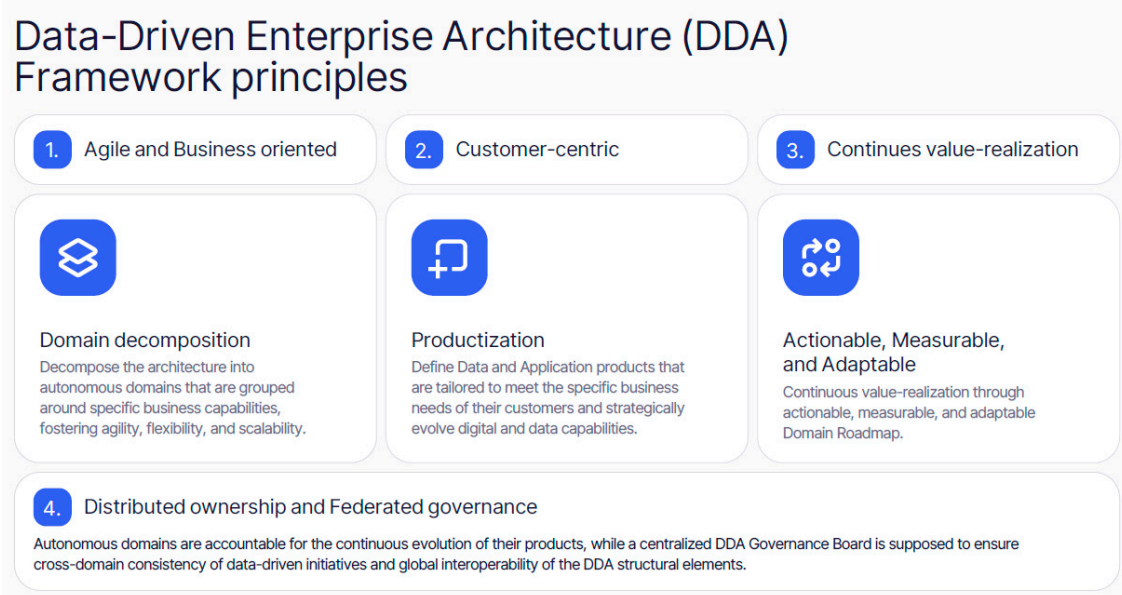 Data-Driven Enterprise Architecture (DDA)
Framework principles
1. Agile and Business oriented
2. Customer-centric
3. Continues value-realization
Domain decomposition
Decompose the architecture into
autonomous domains that are grouped
around specific business capabilities,
fostering agility, flexibility, and scalability.
Productization
Define Data and Application products that
are tailored to meet the specific business
needs of their customers and strategically
evolve digital and data capabilities.
Actionable, Measurable,
and Adaptable
Continuous value-realization through
actionable, measurable, and adaptable
Domain Roadmap.
4. Distributed ownership and Federated governance
Autonomous domains are accountable for the continuous evolution of their products, while a centralized DDA Governance Board is supposed to ensure
cross-domain consistency of data-driven initiatives and global interoperability of the DDA structural elements.